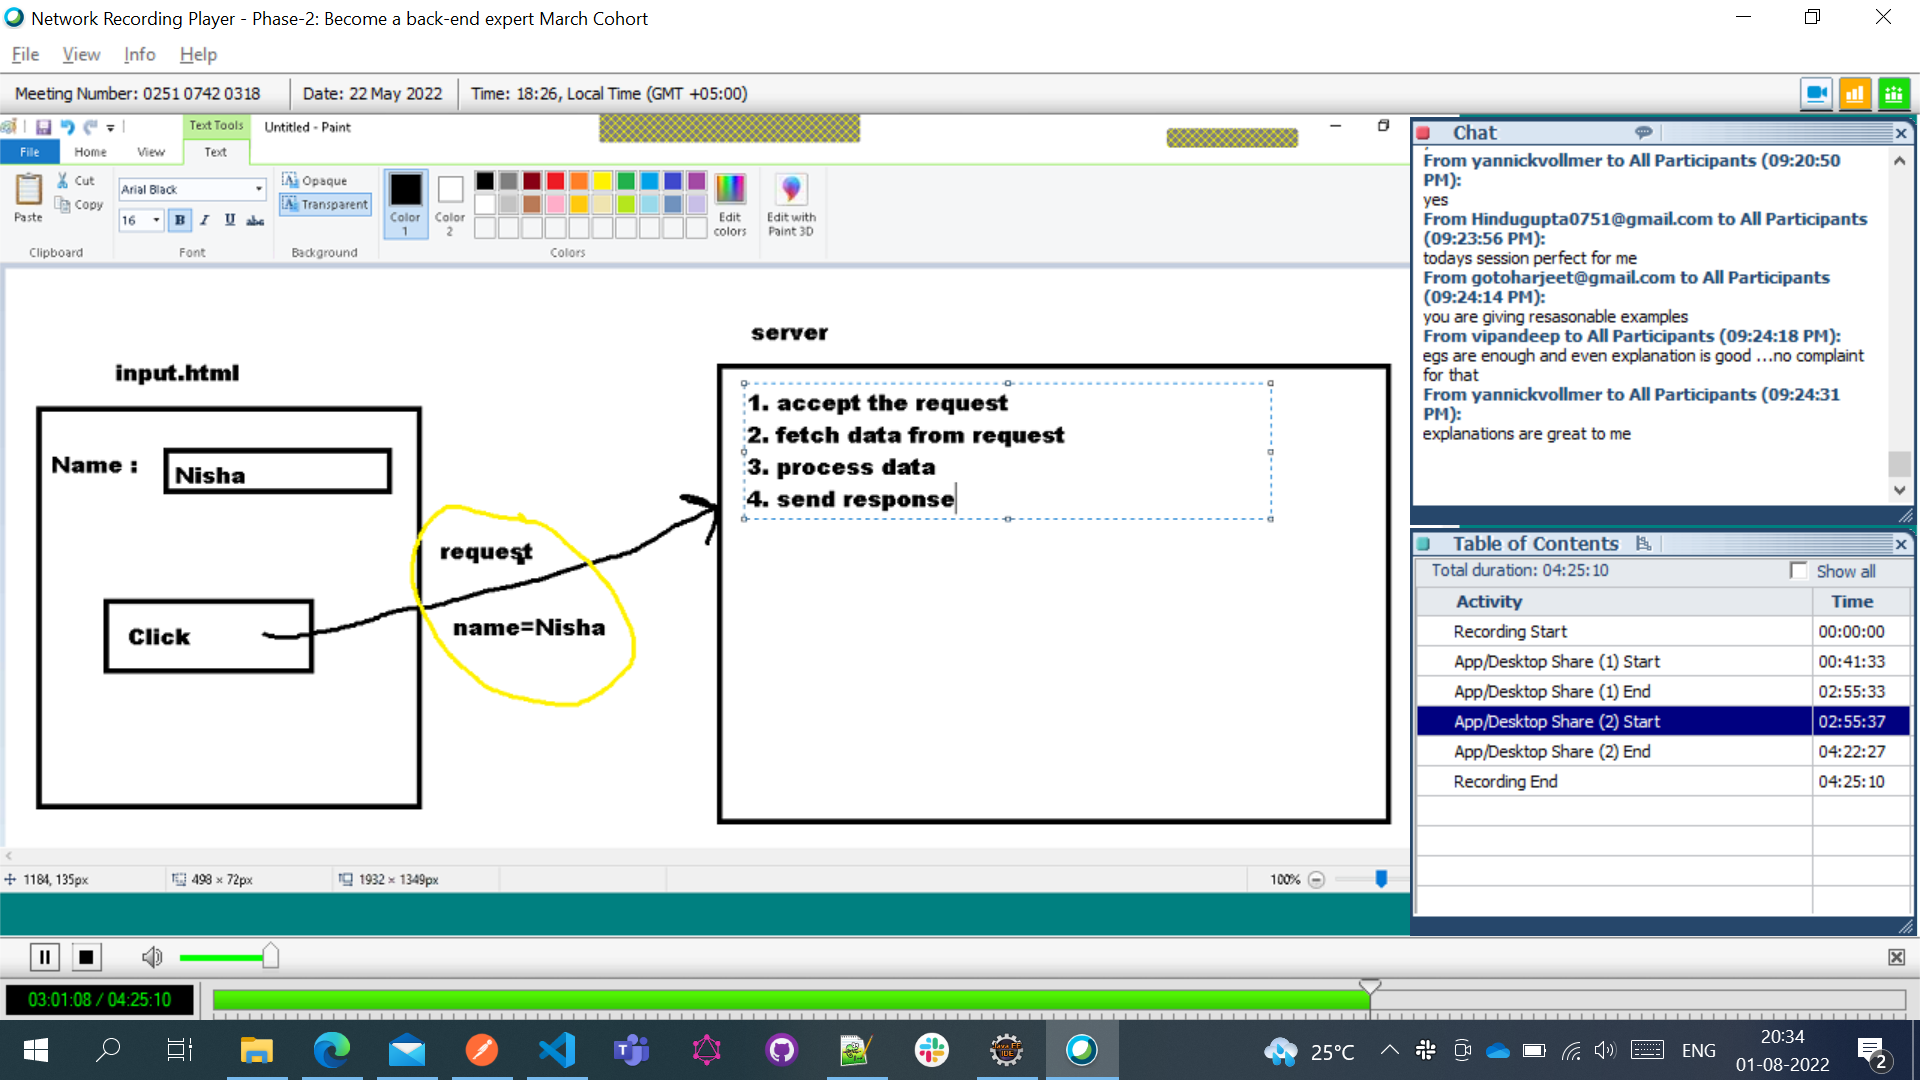 Network Recording Player - Phase-2: Become a back-end expert March Cohort
File View Info Help
Meeting Number: 0251 0742 0318 Date: 22 May 2022 Time: 18:26, Local Time (GMT +05:00)
Text Tools Untitled - Paint
File Home View Text
Paste Cut Copy
Clipboard
Arial Black
16 B I U abc
Font
Opaque
Transparent
Background
Color 1
Color 2
Edit colors
Edit with Paint 3D
Colors
server
input.html
1. accept the request
2. fetch data from request
3. process data
4. send response
Name :
Nisha
request
name=Nisha
Click
1184, 135px 498 × 72px 1932 × 1349px 100%
Chat
From yannickvollmer to All Participants (09:20:50
PM):
yes
From Hindugupta0751@gmail.com to All Participants
(09:23:56 PM):
todays session perfect for me
From gotoharjeet@gmail.com to All Participants
(09:24:14 PM):
you are giving resasonable examples
From vipandeep to All Participants (09:24:18 PM):
egs are enough and even explanation is good ...no complaint
for that
From yannickvollmer to All Participants (09:24:31
PM):
explanations are great to me
Table of Contents
Total duration: 04:25:10 Show all
Activity Time
Recording Start 00:00:00
App/Desktop Share (1) Start 00:41:33
App/Desktop Share (1) End 02:55:33
App/Desktop Share (2) Start 02:55:37
App/Desktop Share (2) End 04:22:27
Recording End 04:25:10
03:01:08 / 04:25:10
Java EE
IDE
25°C
ENG
20:34
01-08-2022
2